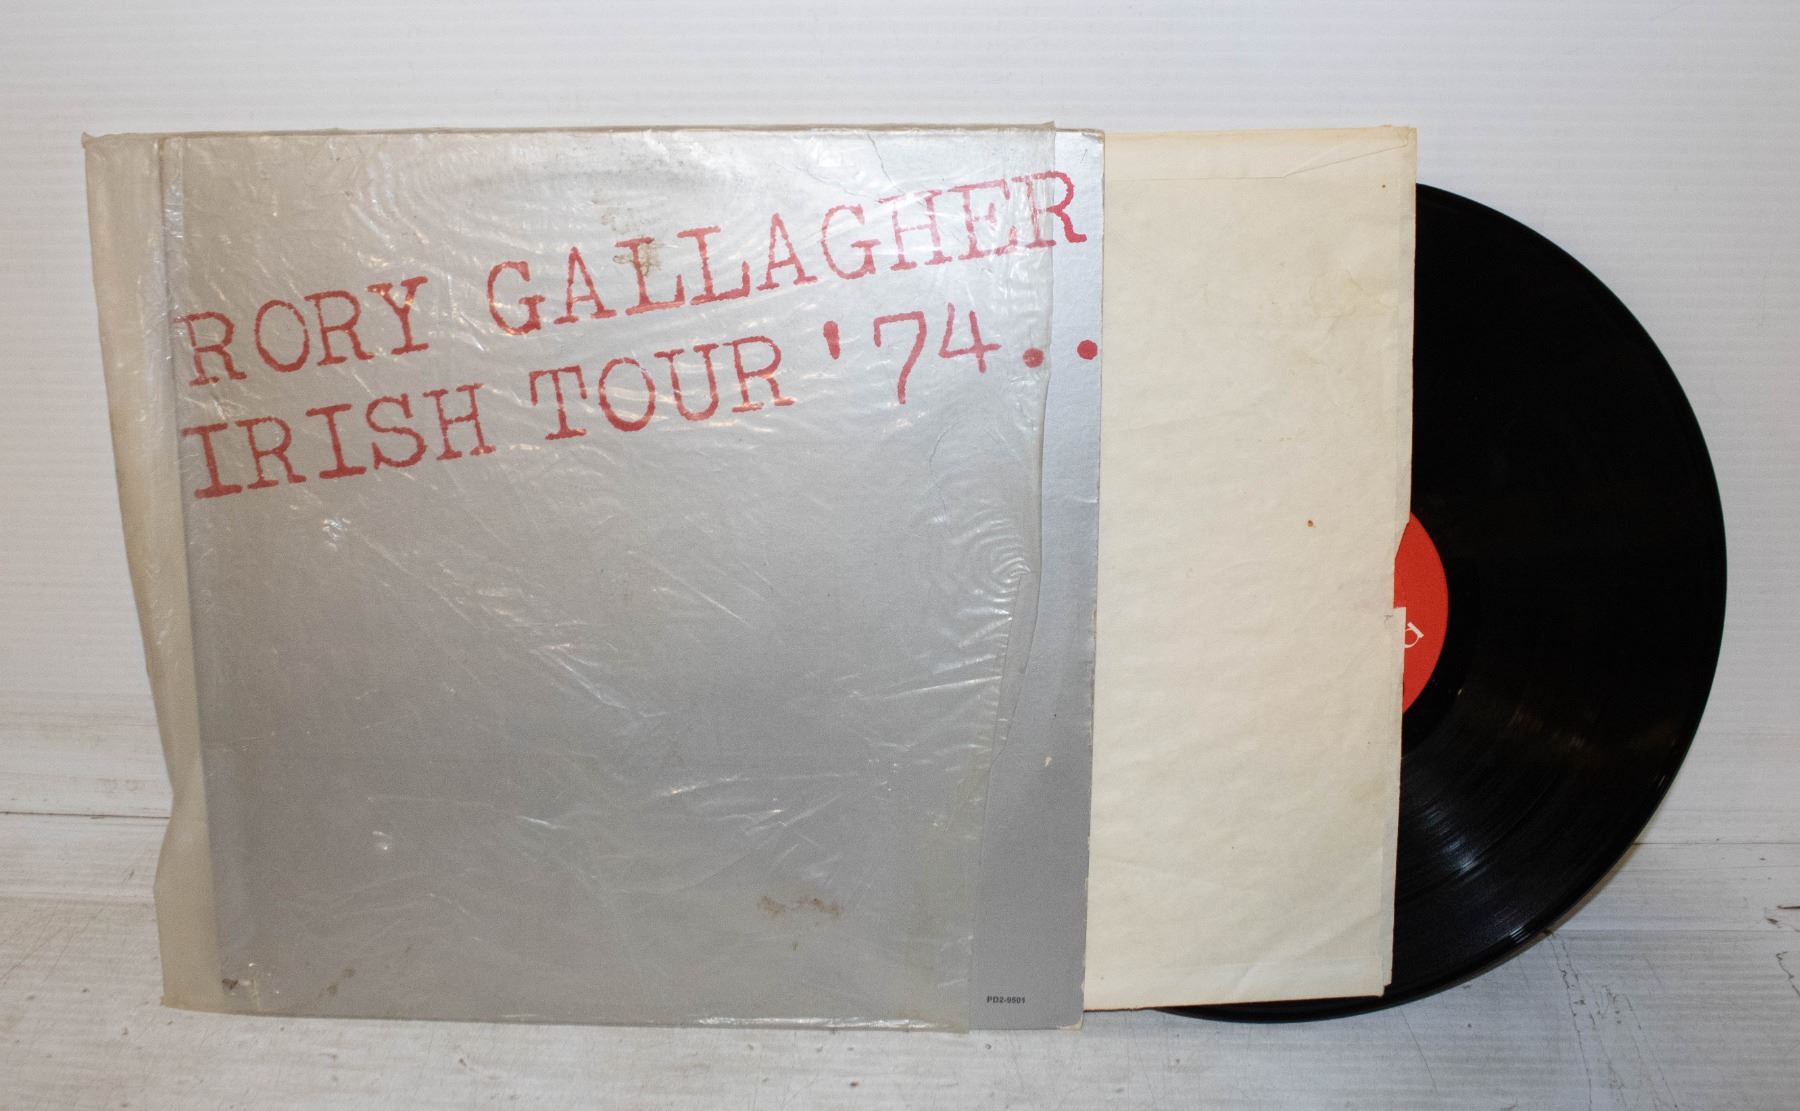 RORY GALLAGHER
IRISH TOUR '74..
PD2-9501